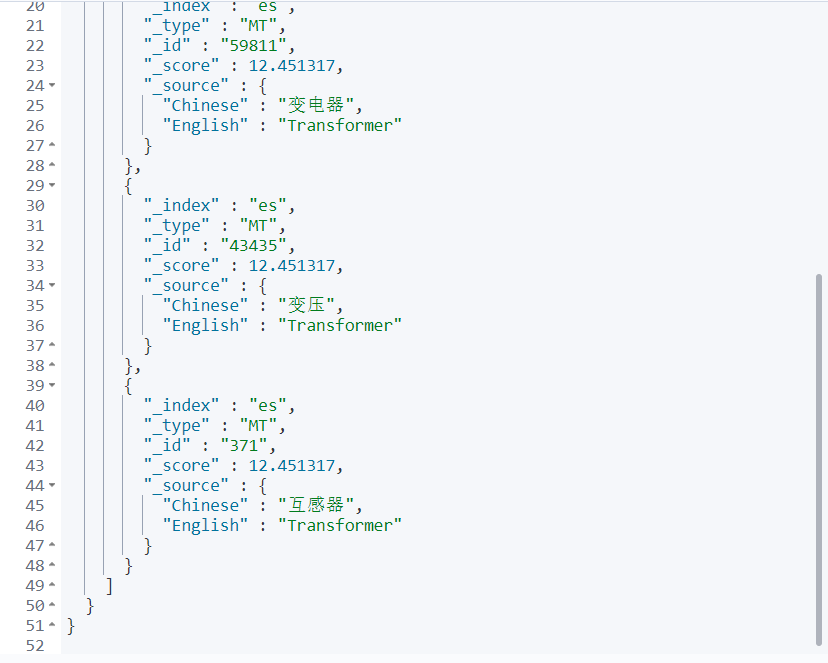 20 "_index" : "es",
21 "_type" : "MT",
22 "_id" : "59811",
23 "_score" : 12.451317,
24 "_source" : {
25 "Chinese" : "变电器",
26 "English" : "Transformer"
27 }
28 },
29 {
30 "_index" : "es",
31 "_type" : "MT",
32 "_id" : "43435",
33 "_score" : 12.451317,
34 "_source" : {
35 "Chinese" : "变压",
36 "English" : "Transformer"
37 }
38 },
39 {
40 "_index" : "es",
41 "_type" : "MT",
42 "_id" : "371",
43 "_score" : 12.451317,
44 "_source" : {
45 "Chinese" : "互感器",
46 "English" : "Transformer"
47 }
48 }
49 ]
50 }
51 }
52